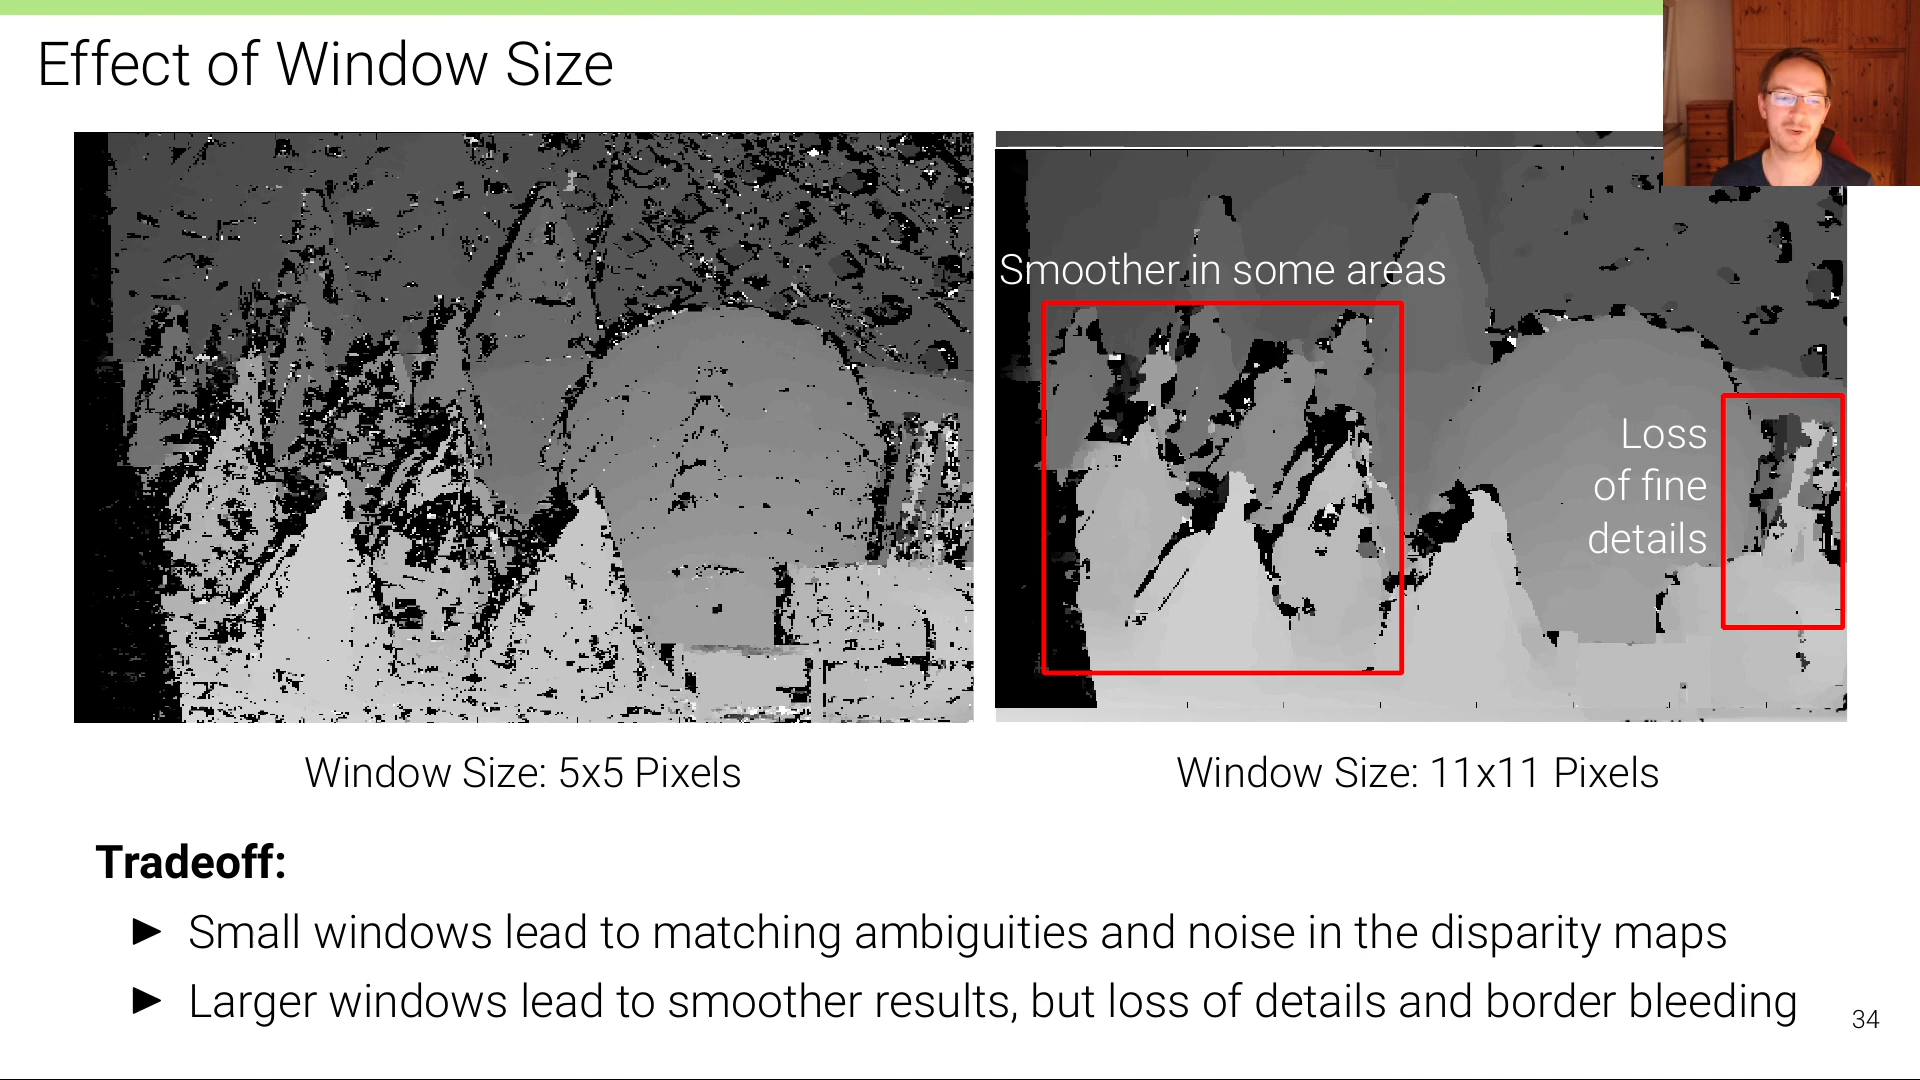 Effect of Window Size
Smoother in some areas
Loss
of fine
details
Window Size: 5x5 Pixels
Window Size: 11x11 Pixels
Tradeoff:
Small windows lead to matching ambiguities and noise in the disparity maps
Larger windows lead to smoother results, but loss of details and border bleeding
34